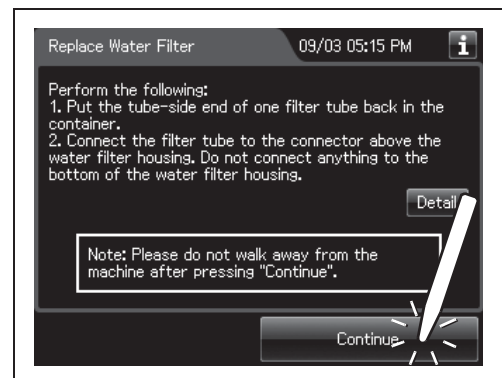 Replace Water Filter
09/03 05:15 PM
i
Perform the following:
1. Put the tube-side end of one filter tube back in the
container.
2. Connect the filter tube to the connector above the
water filter housing. Do not connect anything to the
bottom of the water filter housing.
Detail
Note: Please do not walk away from the
machine after pressing "Continue".
Continue